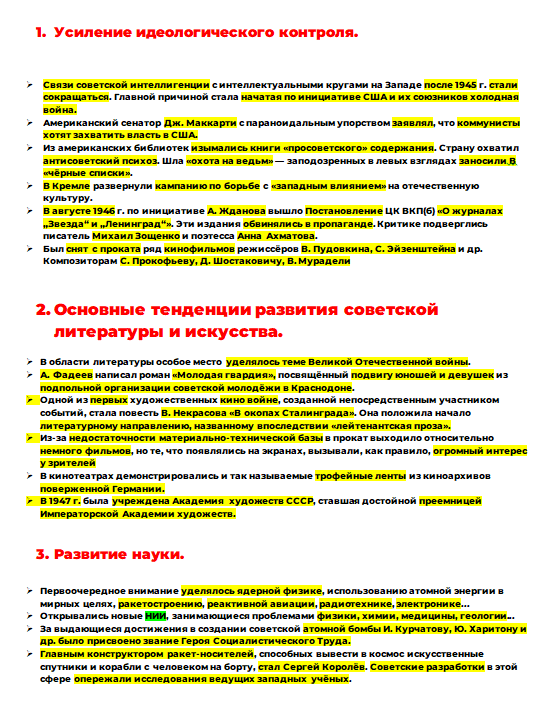 1. Усиление идеологического контроля.
➢ Связи советской интеллигенции с интеллектуальными кругами на Западе после 1945 г. стали
сокращаться. Главной причиной стала начатая по инициативе США и их союзников холодная
война.
➢ Американский сенатор Дж. Маккарти с параноидальным упорством заявлял, что коммунисты
хотят захватить власть в США.
➢ Из американских библиотек изымались книги «просоветского» содержания. Страну охватил
антисоветский психоз. Шла «охота на ведьм» — заподозренных в левых взглядах заносили в
«чёрные списки».
➢ В Кремле развернули кампанию по борьбе с «западным влиянием» на отечественную
культуру.
➢ В августе 1946 г. по инициативе А. Жданова вышло Постановление ЦК ВКП(б) «О журналах
„Звезда“ и „Ленинград“». Эти издания обвинялись в пропаганде. Критике подверглись
писатель Михаил Зощенко и поэтесса Анна Ахматова.
➢ Был снят с проката ряд кинофильмов режиссёров В. Пудовкина, С. Эйзенштейна и др.
Композиторам С. Прокофьеву, Д. Шостаковичу, В. Мурадели
2. Основные тенденции развития советской
литературы и искусства.
➢ В области литературы особое место уделялось теме Великой Отечественной войны.
➢ А. Фадеев написал роман «Молодая гвардия», посвящённый подвигу юношей и девушек из
подпольной организации советской молодёжи в Краснодоне.
➢ Одной из первых художественных кино война, созданной непосредственным участником
событий, стала повесть В. Некрасова «В окопах Сталинграда». Она положила начало
литературному направлению, названному впоследствии «лейтенантская проза».
➢ Из-за недостаточности материально-технической базы в прокат выходило относительно
немного фильмов, но те, что появлялись на экранах, вызывали, как правило, огромный интерес
у зрителей
➢ В кинотеатрах демонстрировались и так называемые трофейные ленты из киноархивов
поверженной Германии.
➢ В 1947 г. была учреждена Академия художеств СССР, ставшая достойной преемницей
Императорской Академии художеств.
3. Развитие науки.
➢ Первоочередное внимание уделялось ядерной физике, использованию атомной энергии в
мирных целях, ракетостроению, реактивной авиации, радиотехнике, электронике...
➢ Открывались новые НИИ, занимающиеся проблемами физики, химии, медицины, геологии...
➢ За выдающиеся достижения в создании советской атомной бомбы И. Курчатову, Ю. Харитону и
др. было присвоено звание Героя Социалистического Труда.
➢ Главным конструктором ракет-носителей, способных вывести в космос искусственные
спутники и корабли с человеком на борту, стал Сергей Королёв. Советские разработки в этой
сфере опережали исследования ведущих западных учёных.